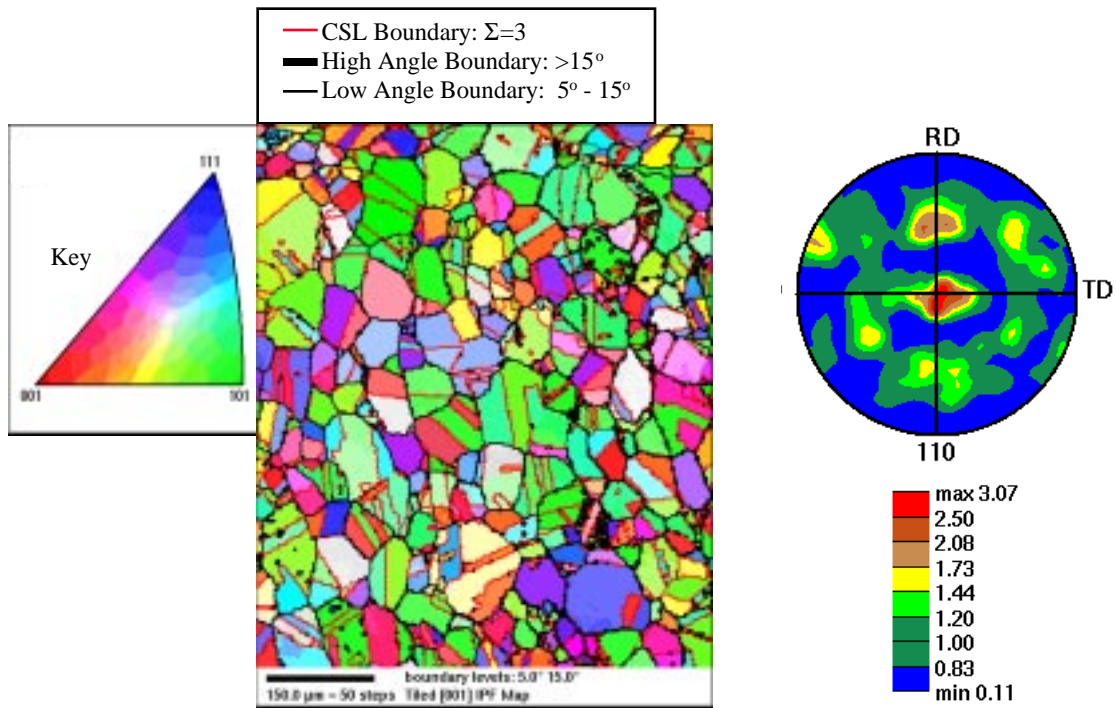 CSL Boundary: Σ=3
High Angle Boundary: >15°
Low Angle Boundary: 5° - 15°
111
Key
001
101
boundary levels: 5.0° 15.0°
150.0 µm = 50 steps Tiled [001] IPF Map
RD
TD
110
max 3.07
2.50
2.08
1.73
1.44
1.20
1.00
0.83
min 0.11